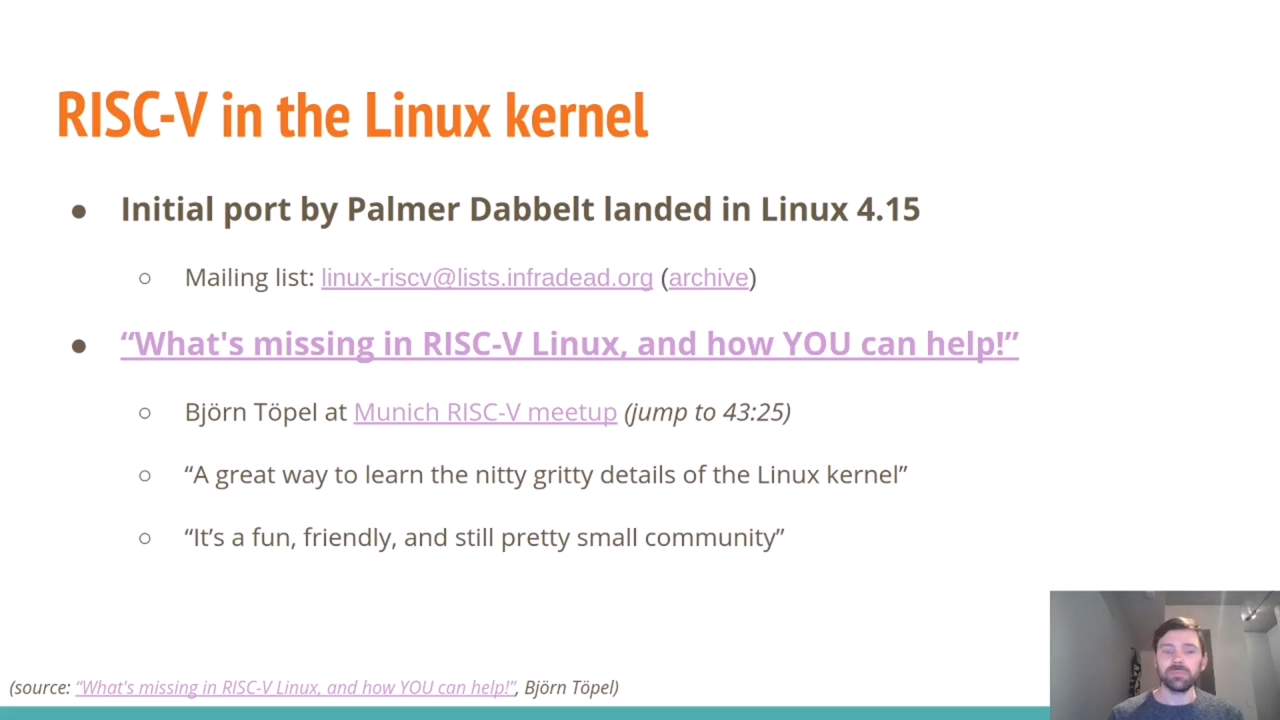 RISC-V in the Linux kernel
● Initial port by Palmer Dabbelt landed in Linux 4.15
○ Mailing list: linux-riscv@lists.infradead.org (archive)
● “What's missing in RISC-V Linux, and how YOU can help!”
○ Björn Töpel at Munich RISC-V meetup (jump to 43:25)
○ “A great way to learn the nitty gritty details of the Linux kernel”
○ “It’s a fun, friendly, and still pretty small community”
(source: “What's missing in RISC-V Linux, and how YOU can help!”, Björn Töpel)